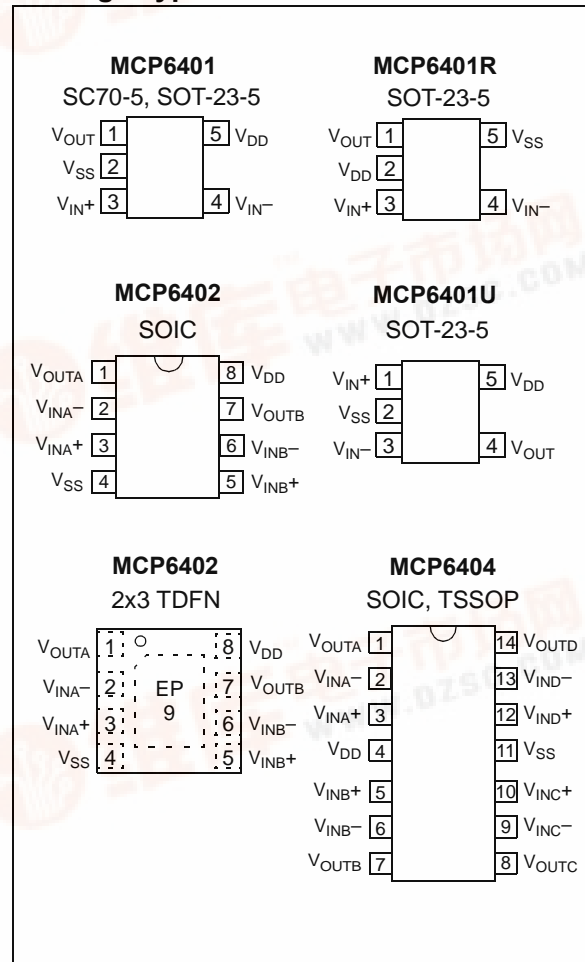 MCP6401
SC70-5, SOT-23-5
VOUT 1
5 VDD
VSS 2
VIN+ 3
4 VIN–
MCP6401R
SOT-23-5
VOUT 1
5 VSS
VDD 2
VIN+ 3
4 VIN–
MCP6402
SOIC
VOUTA 1
8 VDD
VINA– 2
7 VOUTB
VINA+ 3
6 VINB–
VSS 4
5 VINB+
MCP6401U
SOT-23-5
VIN+ 1
5 VDD
VSS 2
VIN– 3
4 VOUT
MCP6402
2x3 TDFN
VOUTA 1
8 VDD
VINA– 2
EP
7 VOUTB
VINA+ 3
9
6 VINB–
VSS 4
5 VINB+
MCP6404
SOIC, TSSOP
VOUTA 1
14 VOUTD
VINA– 2
13 VIND–
VINA+ 3
12 VIND+
VDD 4
11 VSS
VINB+ 5
10 VINC+
VINB– 6
9 VINC–
VOUTB 7
8 VOUTC